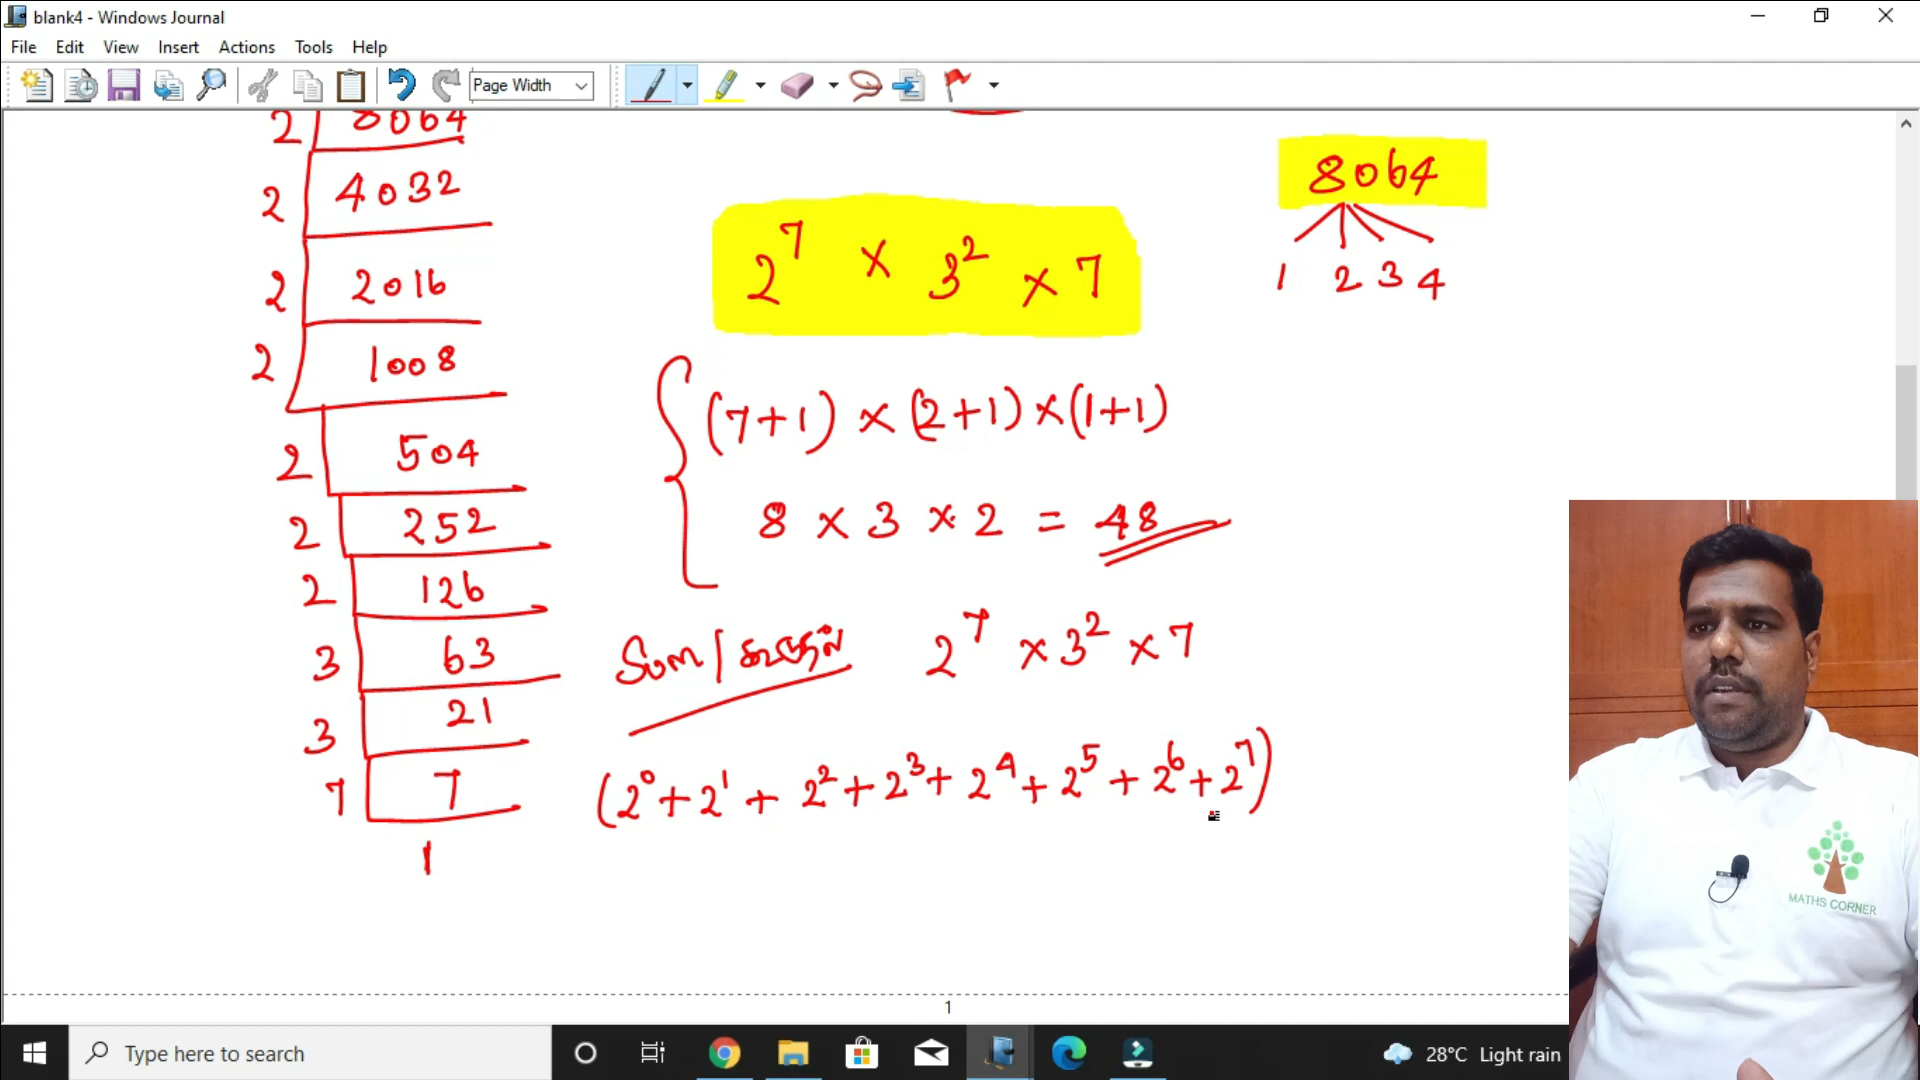 blank4 - Windows Journal
File Edit View Insert Actions Tools Help
Page Width
2 8064
2 4032
2 2016
2 1008
2 504
2 252
2 126
3 63
3 21
7 7
1
8064
1 2 3 4
2⁷ × 3² × 7
(7+1) × (2+1) × (1+1)
8 × 3 × 2 = 48
Sum / கூடுதல் 2⁷ × 3² × 7
(2⁰ + 2¹ + 2² + 2³ + 2⁴ + 2⁵ + 2⁶ + 2⁷)
MATHS CORNER
1
Type here to search
28°C Light rain